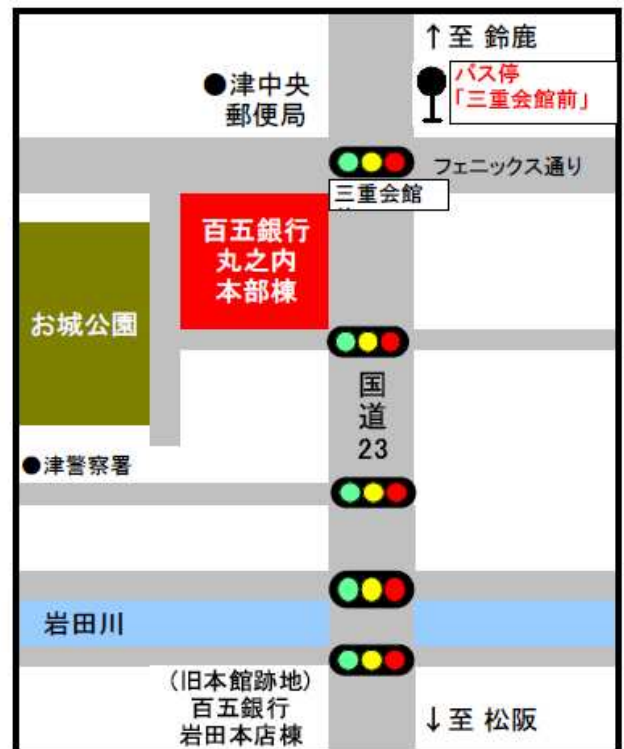 ↑至 鈴鹿
バス停
「三重会館前」
●津中央
郵便局
フェニックス通り
三重会館
百五銀行
丸之内
本部棟
お城公園
国
道
23
●津警察署
岩田川
(旧本館跡地)
百五銀行
岩田本店棟
↓至 松阪